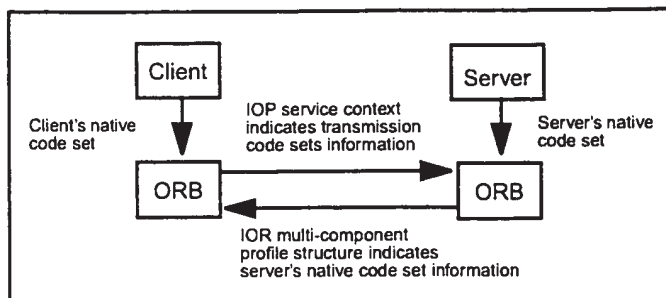 Client
Server
Client's native
code set
IOP service context
indicates transmission
code sets information
Server's native
code set
ORB
ORB
IOR multi-component
profile structure indicates
server's native code set information